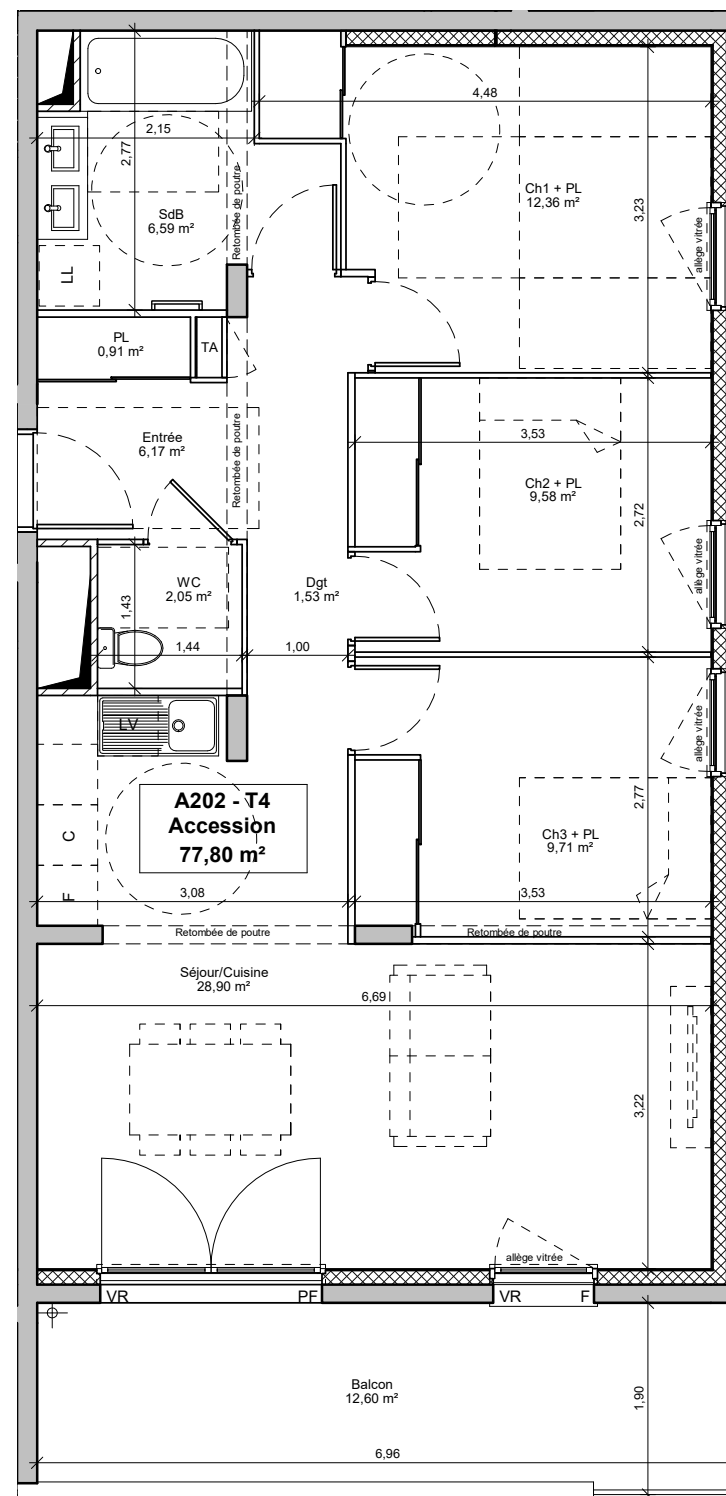 4,48
2,15
2,77
Retombée de poutre
SdB
6,59 m²
Ch1 + PL
12,36 m²
3,23
allège vitrée
LL
PL
0,91 m²
TA
Entrée
6,17 m²
Retombée de poutre
3,53
Ch2 + PL
9,58 m²
2,72
allège vitrée
WC
2,05 m²
Dgt
1,53 m²
1,43
1,44
1,00
allège vitrée
LV
A202 - T4
Accession
77,80 m²
2,77
C
Ch3 + PL
9,71 m²
F
3,08
3,53
Retombée de poutre
Retombée de poutre
Séjour/Cuisine
28,90 m²
6,69
3,22
allège vitrée
VR
PF
VR
F
Balcon
12,60 m²
1,90
6,96